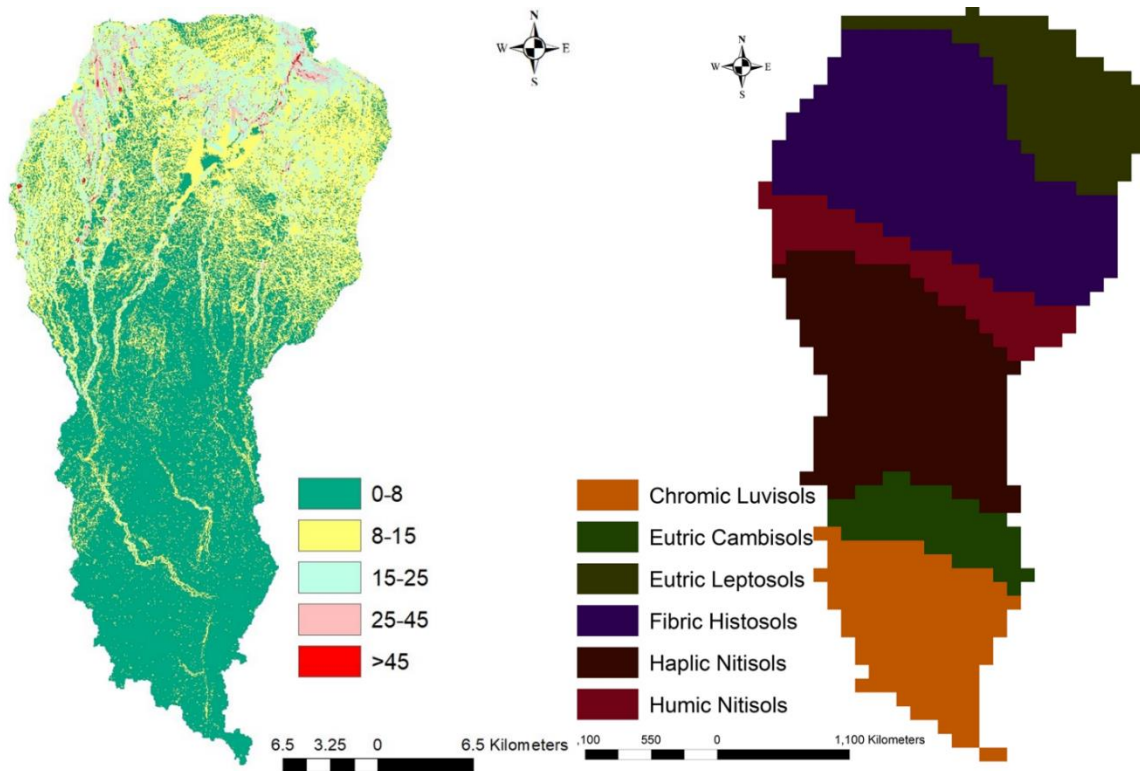 N
W E
S
N
W E
S
0-8
8-15
15-25
25-45
>45
6.5 3.25 0 6.5 Kilometers
Chromic Luvisols
Eutric Cambisols
Eutric Leptosols
Fibric Histosols
Haplic Nitisols
Humic Nitisols
,100 550 0 1,100 Kilometers